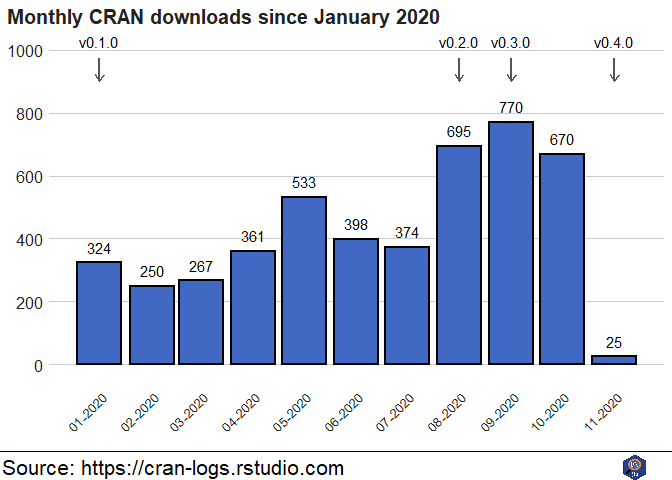 Monthly CRAN downloads since January 2020
v0.1.0 v0.2.0 v0.3.0 v0.4.0
1000
800
600
400
200
0
324 250 267 361 533 398 374 695 770 670 25
01-2020 02-2020 03-2020 04-2020 05-2020 06-2020 07-2020 08-2020 09-2020 10-2020 11-2020
Source: https://cran-logs.rstudio.com